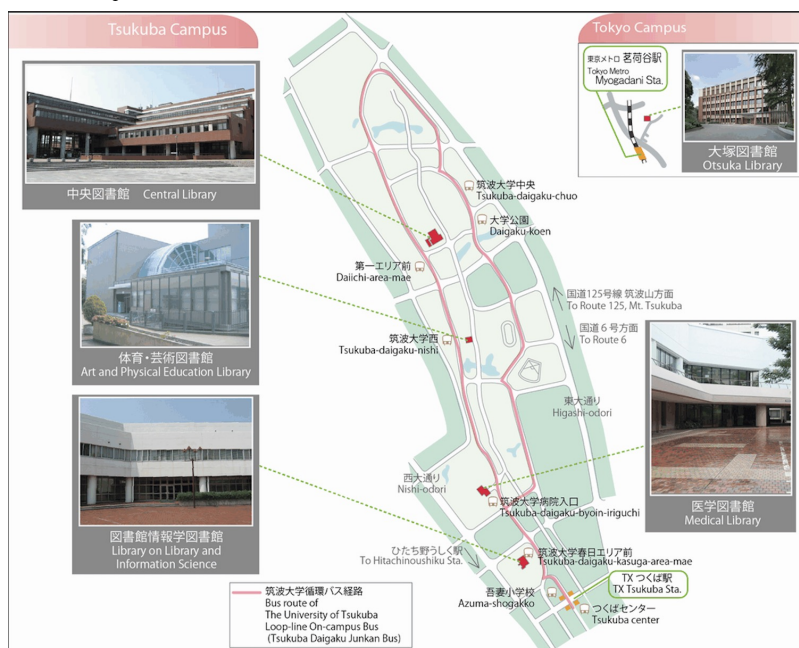 Tsukuba Campus
Tokyo Campus
中央図書館 Central Library
体育・芸術図書館
Art and Physical Education Library
図書館情報学図書館
Library on Library and
Information Science
東京メトロ 茗荷谷駅
Tokyo Metro
Myogadani Sta.
大塚図書館
Otsuka Library
筑波大学中央
Tsukuba-daigaku-chuo
大学公園
Daigaku-koen
第一エリア前
Daiichi-area-mae
国道125号線 筑波山方面
To Route 125, Mt. Tsukuba
国道6号方面
To Route 6
筑波大学西
Tsukuba-daigaku-nishi
東大通り
Higashi-odori
西大通り
Nishi-odori
筑波大学病院入口
Tsukuba-daigaku-byoin-iriguchi
医学図書館
Medical Library
ひたち野うしく駅
To Hitachinoushiku Sta.
筑波大学春日エリア前
Tsukuba-daigaku-kasuga-area-mae
吾妻小学校
Azuma-shogakko
TX つくば駅
TX Tsukuba Sta.
つくばセンター
Tsukuba center
筑波大学循環バス経路
Bus route of
The University of Tsukuba
Loop-line On-campus Bus
(Tsukuba Daigaku Junkan Bus)